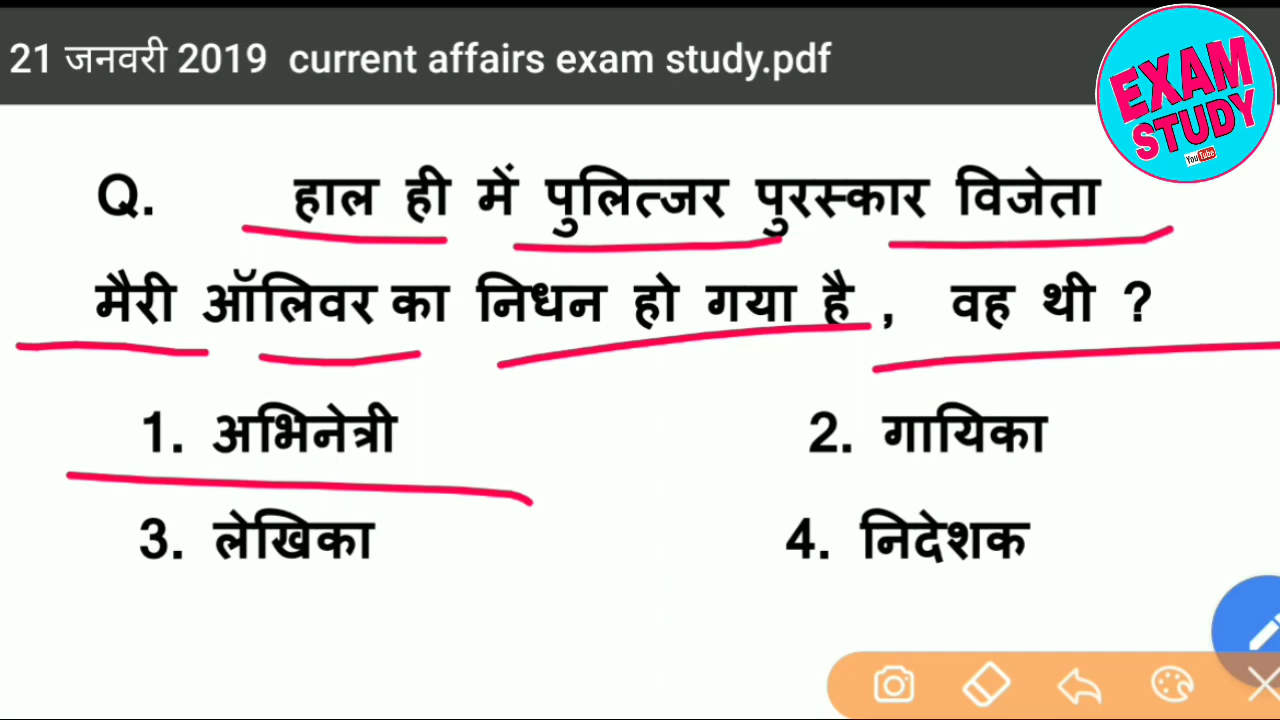 21 जनवरी 2019 current affairs exam study.pdf
EXAM
STUDY
YouTube
Q. हाल ही में पुलित्जर पुरस्कार विजेता
मैरी ऑलिवर का निधन हो गया है , वह थी ?
1. अभिनेत्री 2. गायिका
3. लेखिका 4. निदेशक